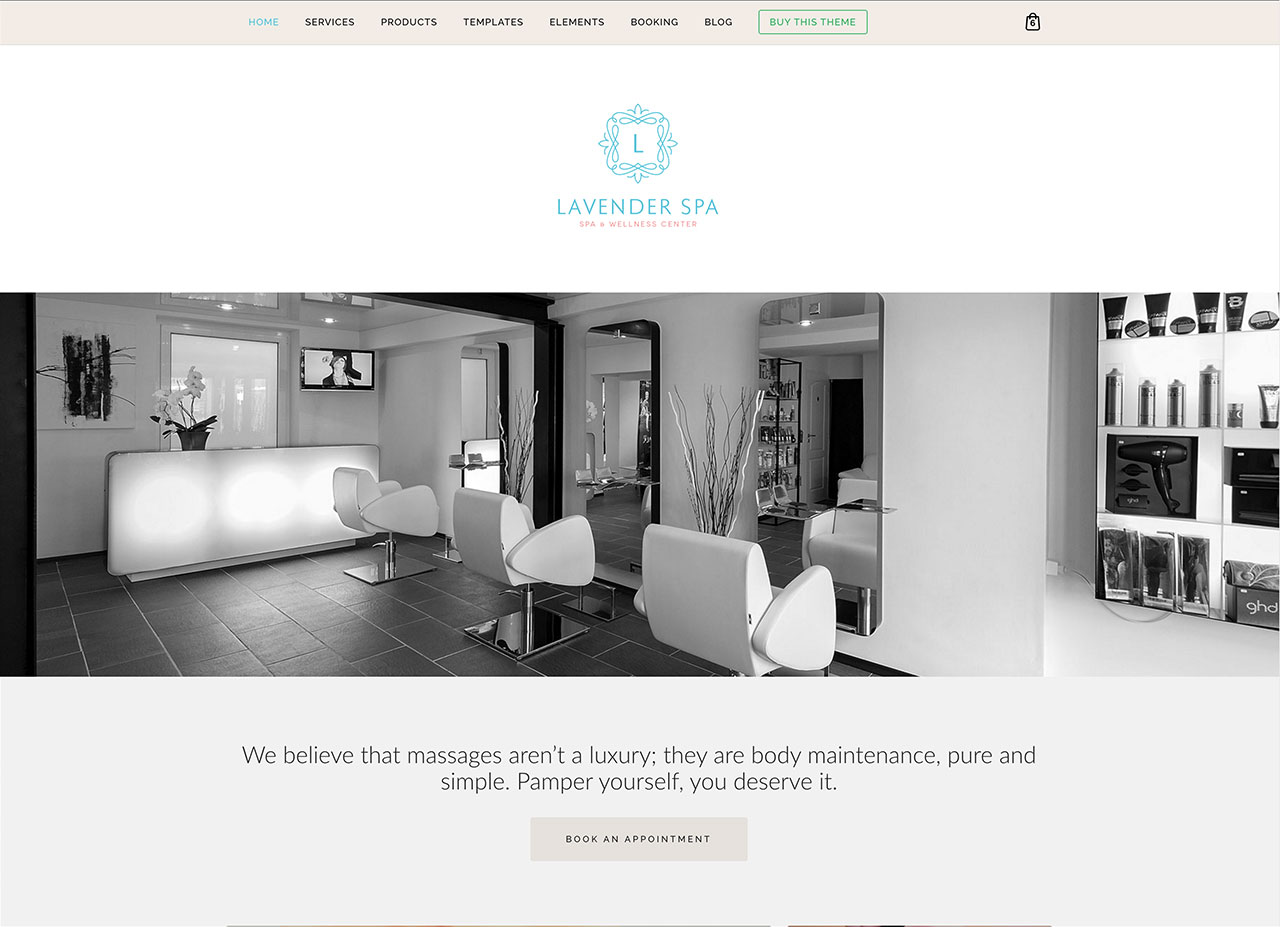 HOME SERVICES PRODUCTS TEMPLATES ELEMENTS BOOKING BLOG BUY THIS THEME 6
L
LAVENDER SPA
SPA & WELLNESS CENTER
B
ghd
ghd
We believe that massages aren't a luxury; they are body maintenance, pure and
simple. Pamper yourself, you deserve it.
BOOK AN APPOINTMENT